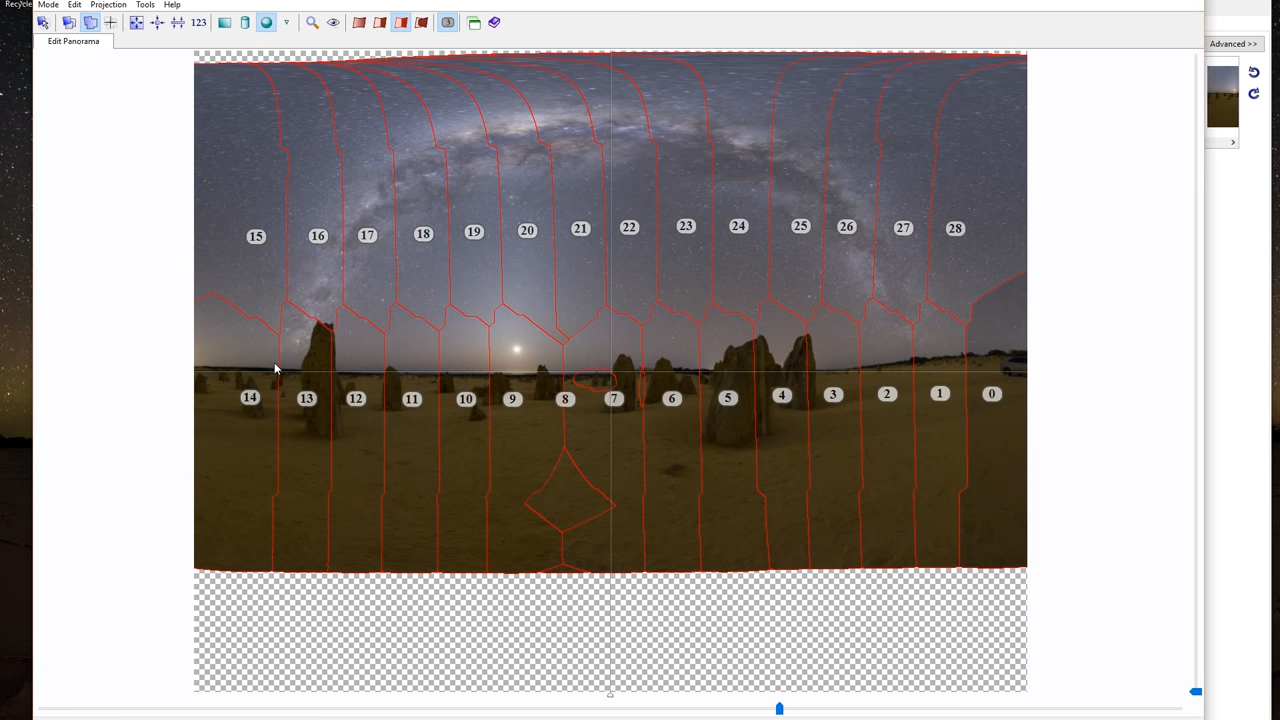 Recycle
Mode Edit Projection Tools Help
123
Edit Panorama
Advanced >>
15 16 17 18 19 20 21 22 23 24 25 26 27 28
14 13 12 11 10 9 8 7 6 5 4 3 2 1 0